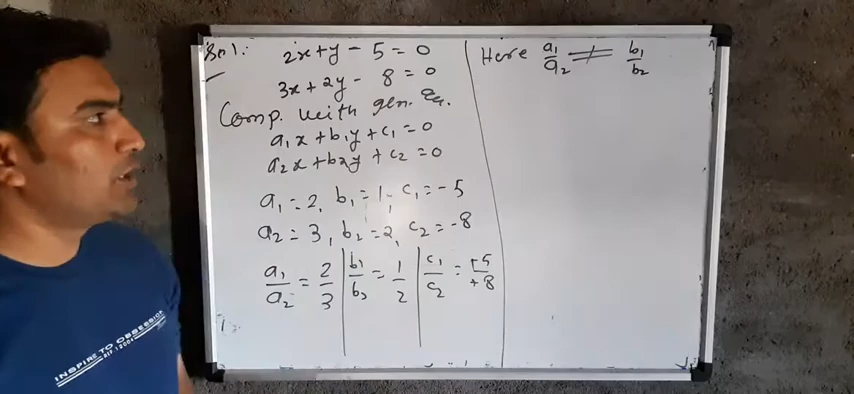 Sol 1:- 2x+y - 5 = 0
3x + 2y - 8 = 0
Comp. with gen. Eq.
a₁x + b₁y + c₁ = 0
a₂x + b₂y + c₂ = 0
a₁ = 2, b₁ = 1, c₁ = -5
a₂ = 3, b₂ = 2, c₂ = -8
a₁/a₂ = 2/3 | b₁/b₂ = 1/2 | c₁/c₂ = +5/+8
Here a₁/a₂ ≠ b₁/b₂
INSPIRE TO OBSESSION